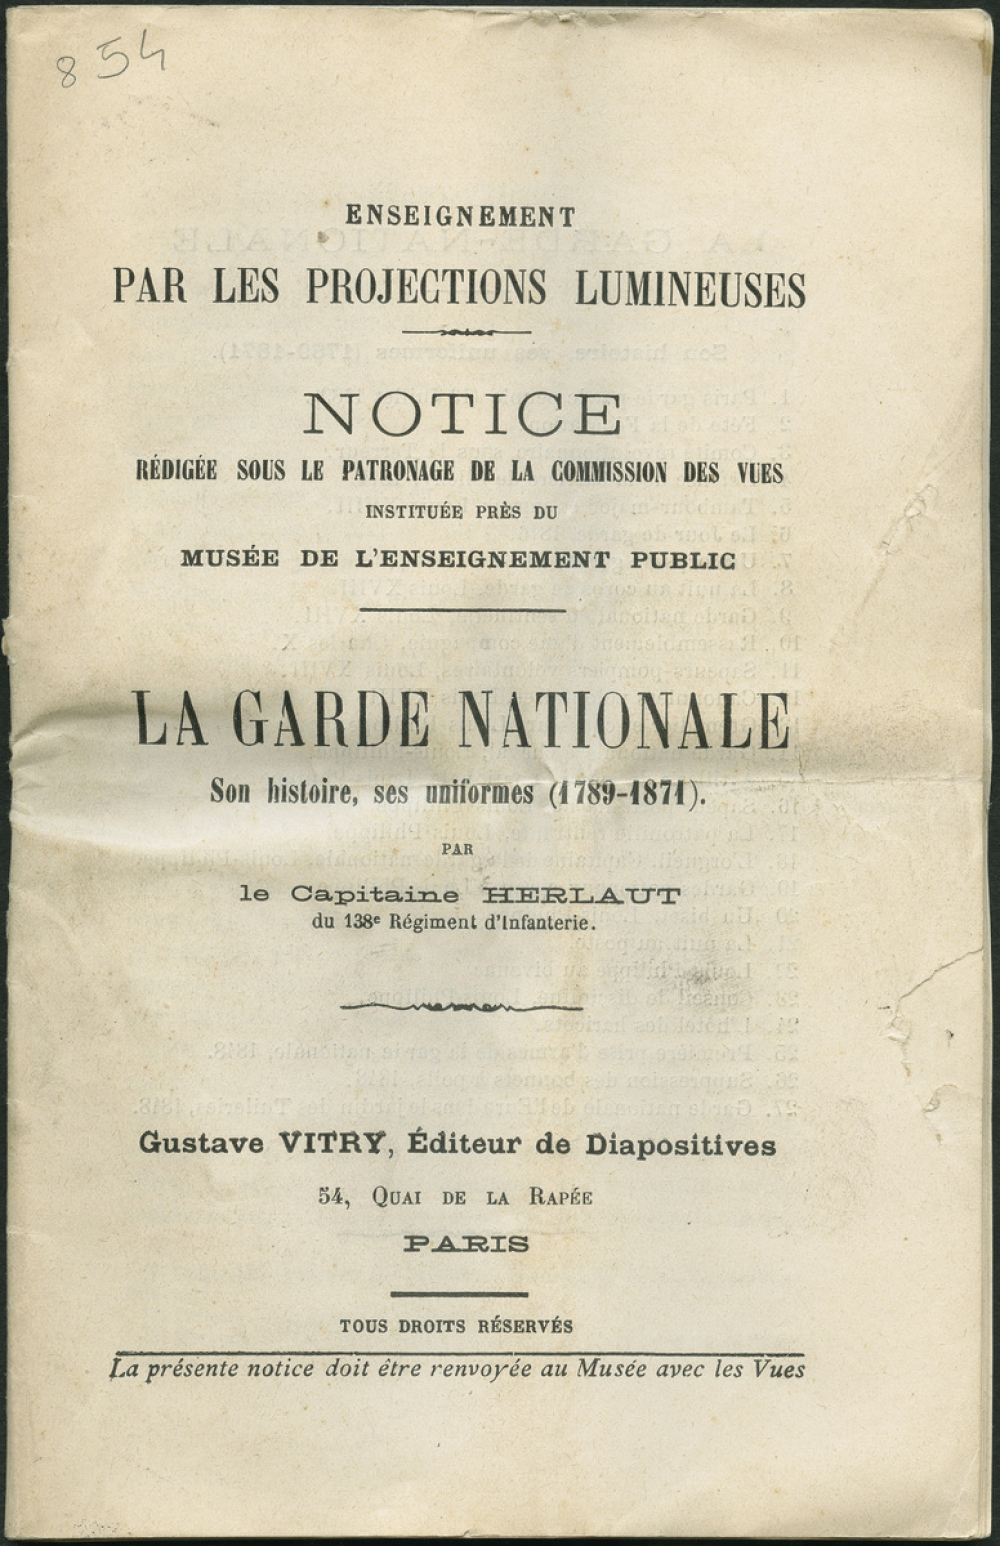 854
ENSEIGNEMENT
PAR LES PROJECTIONS LUMINEUSES
NOTICE
RÉDIGÉE SOUS LE PATRONAGE DE LA COMMISSION DES VUES
INSTITUÉE PRÈS DU
MUSÉE DE L'ENSEIGNEMENT PUBLIC
LA GARDE NATIONALE
Son histoire, ses uniformes (1789-1871).
PAR
le Capitaine HERLAUT
du 138e Régiment d'Infanterie.
Gustave VITRY, Éditeur de Diapositives
54, QUAI DE LA RAPÉE
PARIS
TOUS DROITS RÉSERVÉS
La présente notice doit être renvoyée au Musée avec les Vues